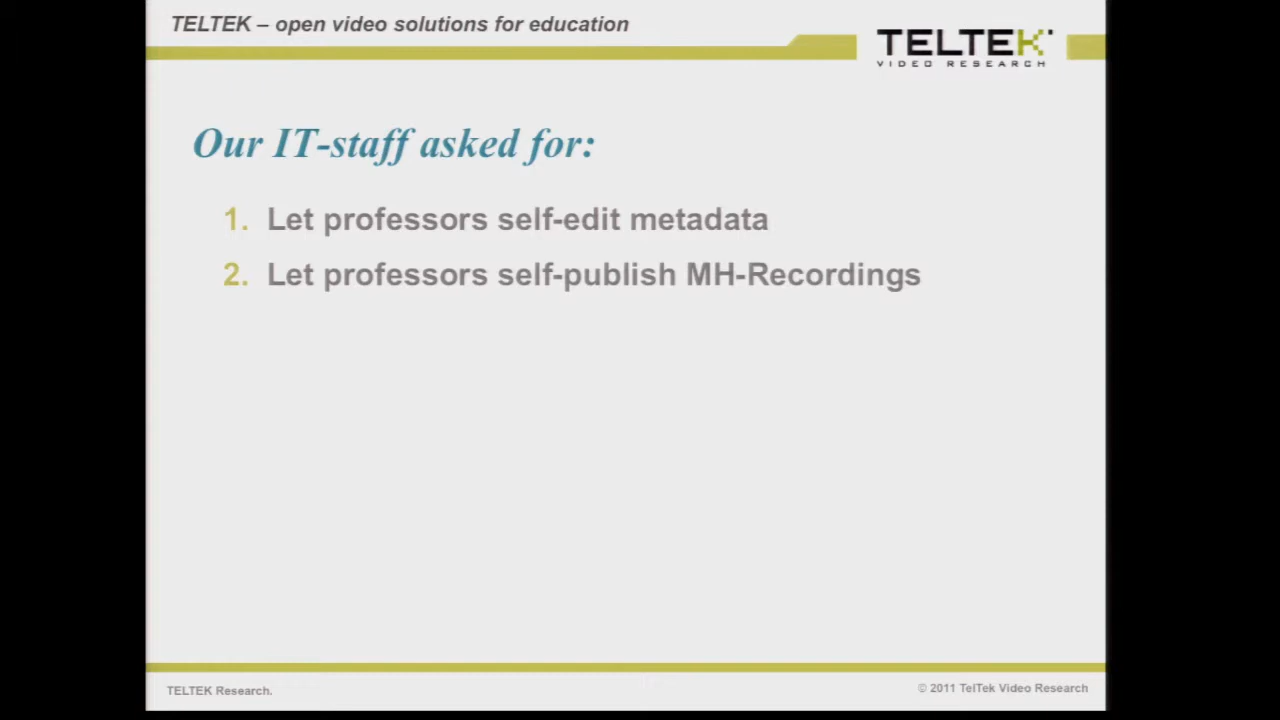 TELTEK – open video solutions for education
TELTEK
VIDEO RESEARCH
Our IT-staff asked for:
1. Let professors self-edit metadata
2. Let professors self-publish MH-Recordings
TELTEK Research.
© 2011 TelTek Video Research